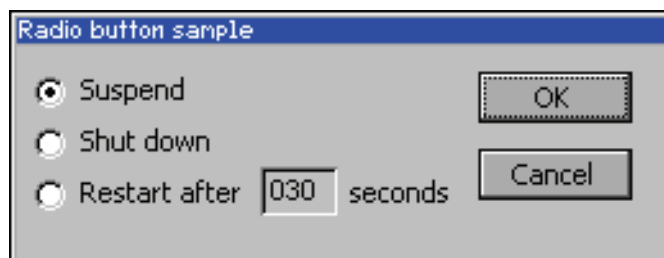 Radio button sample
Suspend
OK
Shut down
Restart after 030 seconds
Cancel